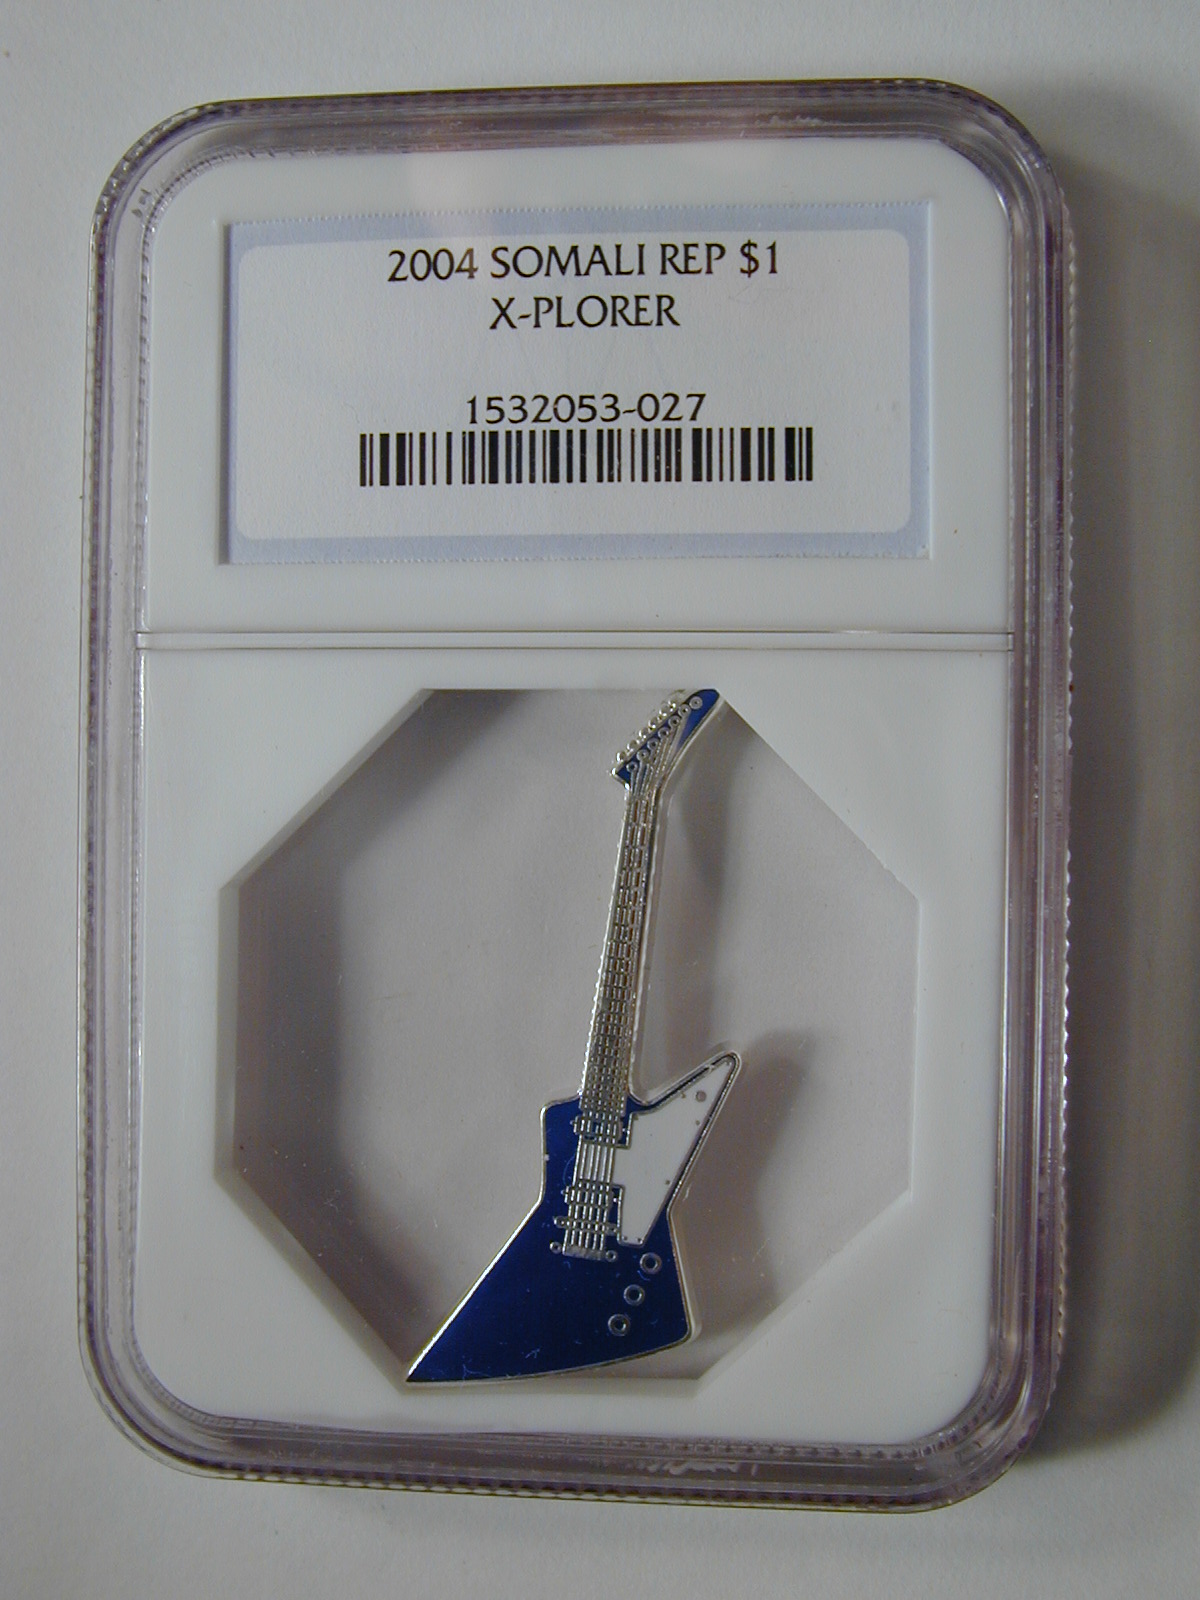 2004 SOMALI REP $1
X-PLORER
1532053-027